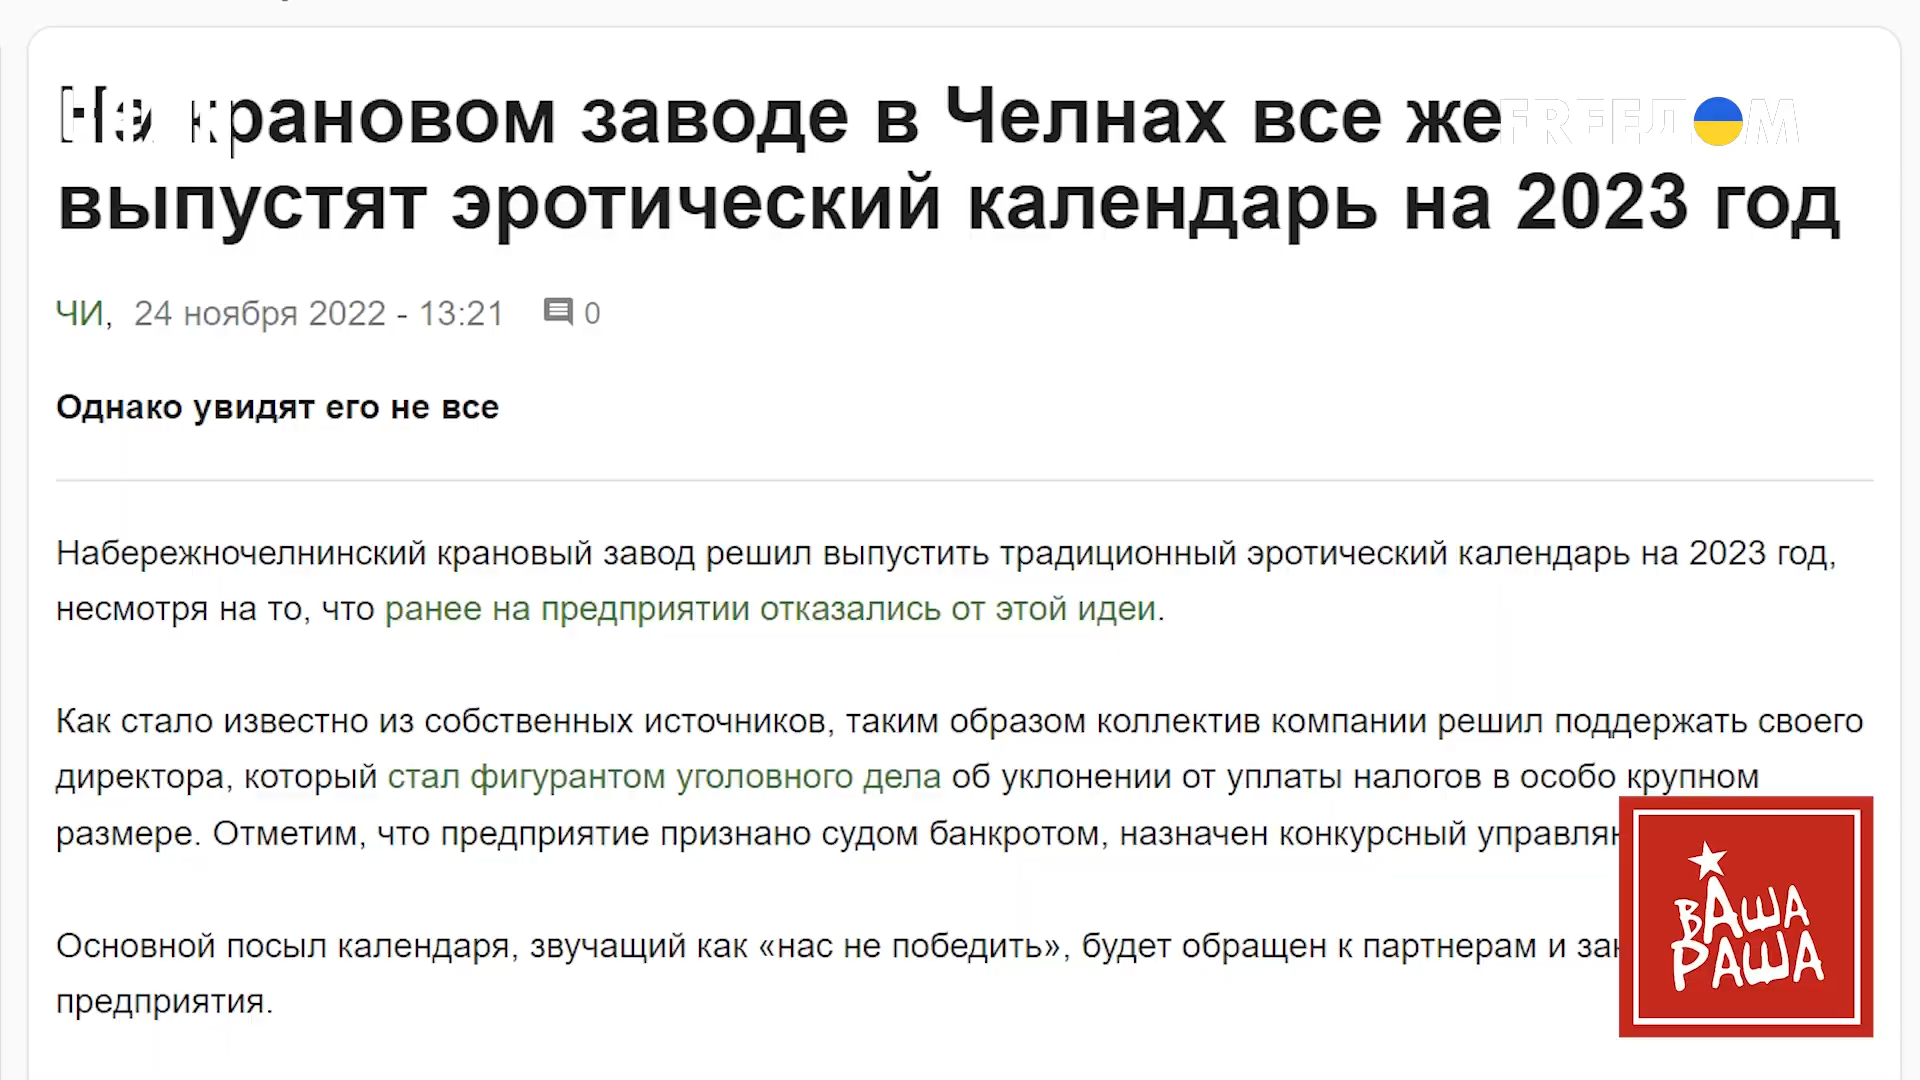 крановом заводе в Челнах все же
FREEДOM
выпустят эротический календарь на 2023 год
ЧИ, 24 ноября 2022 - 13:21 0
Однако увидят его не все
Набережночелнинский крановый завод решил выпустить традиционный эротический календарь на 2023 год,
несмотря на то, что ранее на предприятии отказались от этой идеи.
Как стало известно из собственных источников, таким образом коллектив компании решил поддержать своего
директора, который стал фигурантом уголовного дела об уклонении от уплаты налогов в особо крупном
размере. Отметим, что предприятие признано судом банкротом, назначен конкурсный
Основной посыл календаря, звучащий как «нас не победить», будет обращен к партнерам и
предприятия.
ВАША
РАША